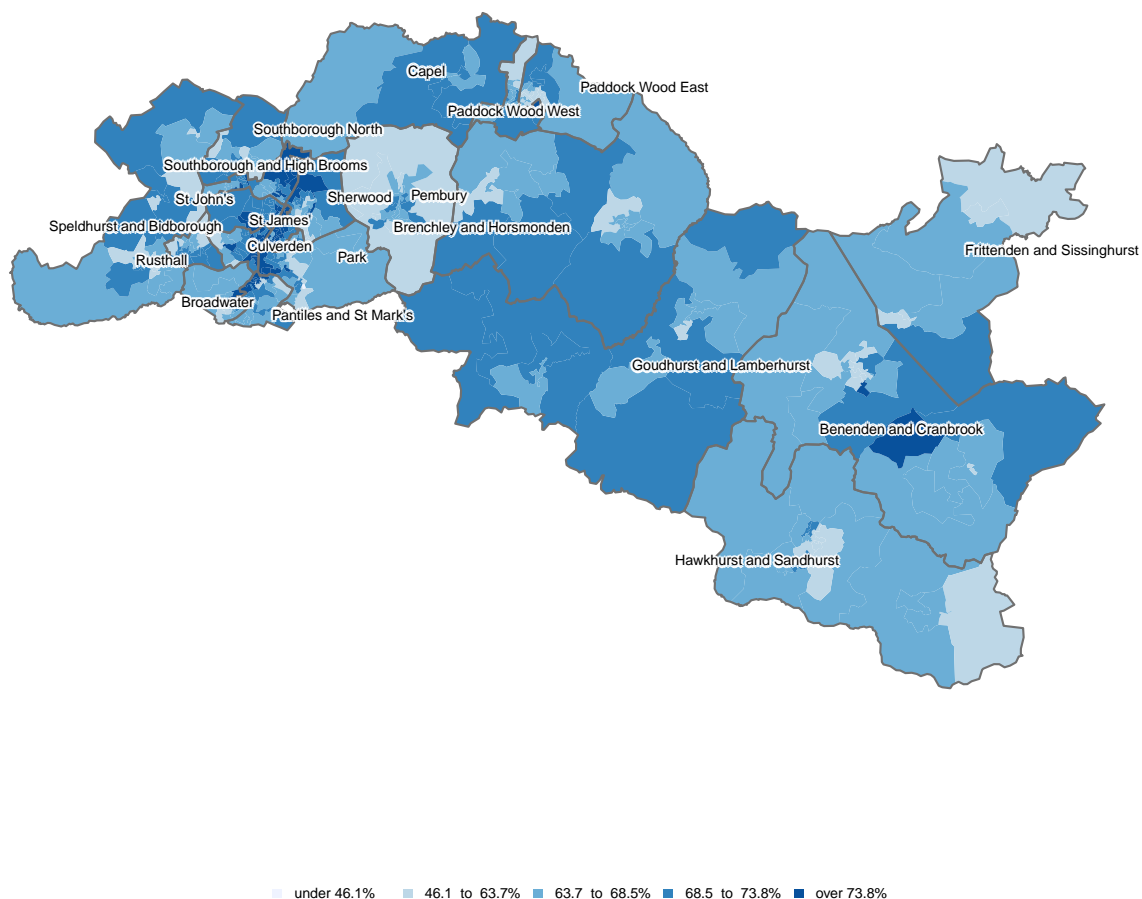 Capel
Paddock Wood East
Paddock Wood West
Southborough North
Southborough and High Brooms
St John's
Sherwood
Pembury
Speldhurst and Bidborough
St James'
Brenchley and Horsmonden
Culverden
Rusthall
Park
Frittenden and Sissinghurst
Broadwater
Pantiles and St Mark's
Goudhurst and Lamberhurst
Benenden and Cranbrook
Hawkhurst and Sandhurst
under 46.1% 46.1 to 63.7% 63.7 to 68.5% 68.5 to 73.8% over 73.8%